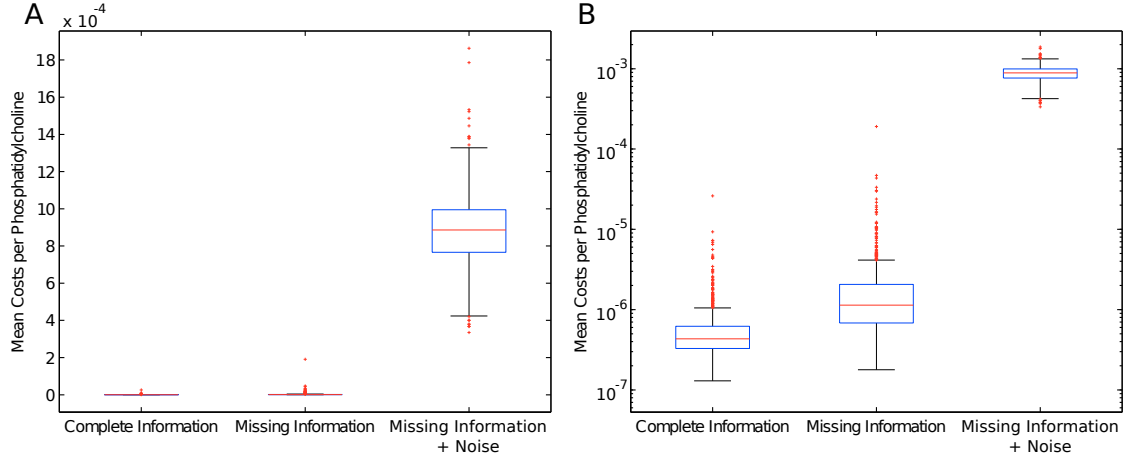 A
x 10⁻⁴
Mean Costs per Phosphatidylcholine
18
16
14
12
10
8
6
4
2
0
Complete Information
Missing Information
Missing Information
+ Noise
B
Mean Costs per Phosphatidylcholine
10⁻³
10⁻⁴
10⁻⁵
10⁻⁶
10⁻⁷
Complete Information
Missing Information
Missing Information
+ Noise